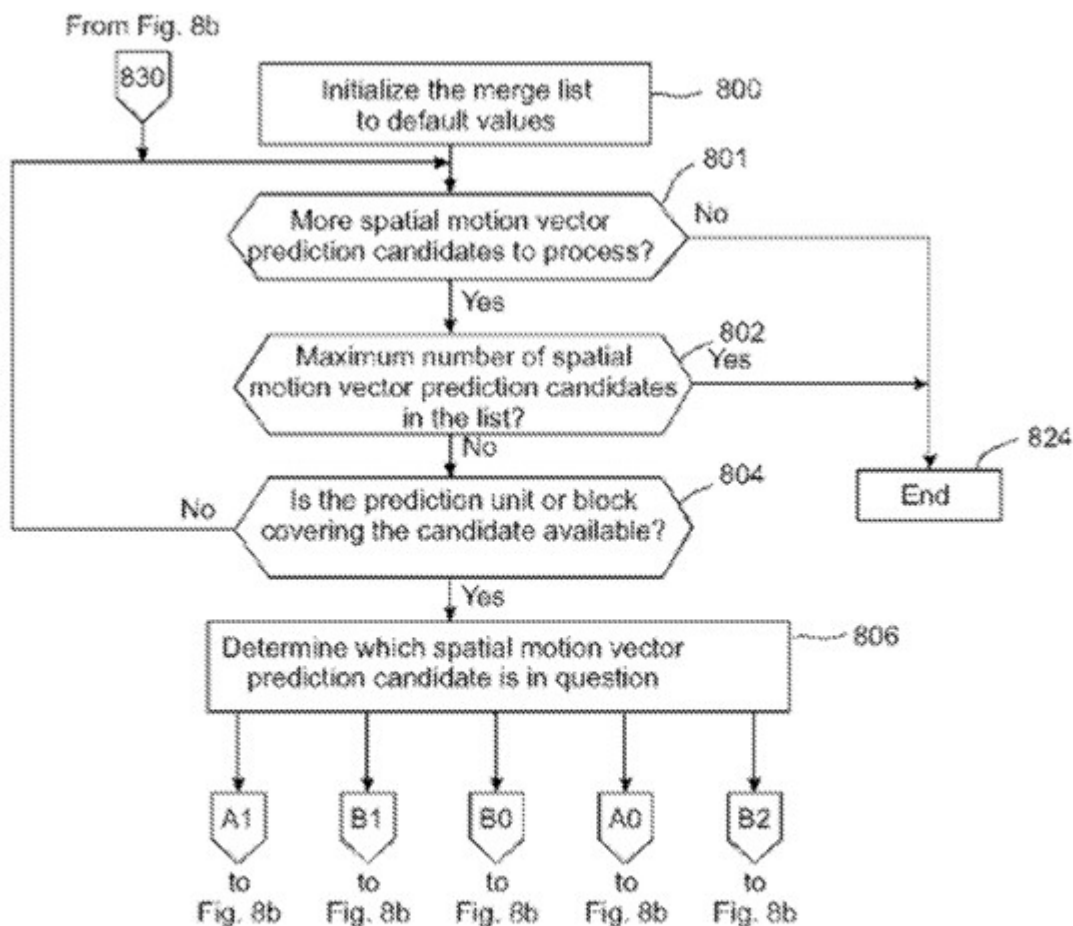 From Fig. 8b
830
Initialize the merge list
to default values
800
801
More spatial motion vector
prediction candidates to process?
No
Yes
802
Maximum number of spatial
motion vector prediction candidates
in the list?
Yes
No
804
Is the prediction unit or block
covering the candidate available?
No
824
End
Yes
806
Determine which spatial motion vector
prediction candidate is in question
A1
B1
B0
A0
B2
to
Fig. 8b
to
Fig. 8b
to
Fig. 8b
to
Fig. 8b
to
Fig. 8b